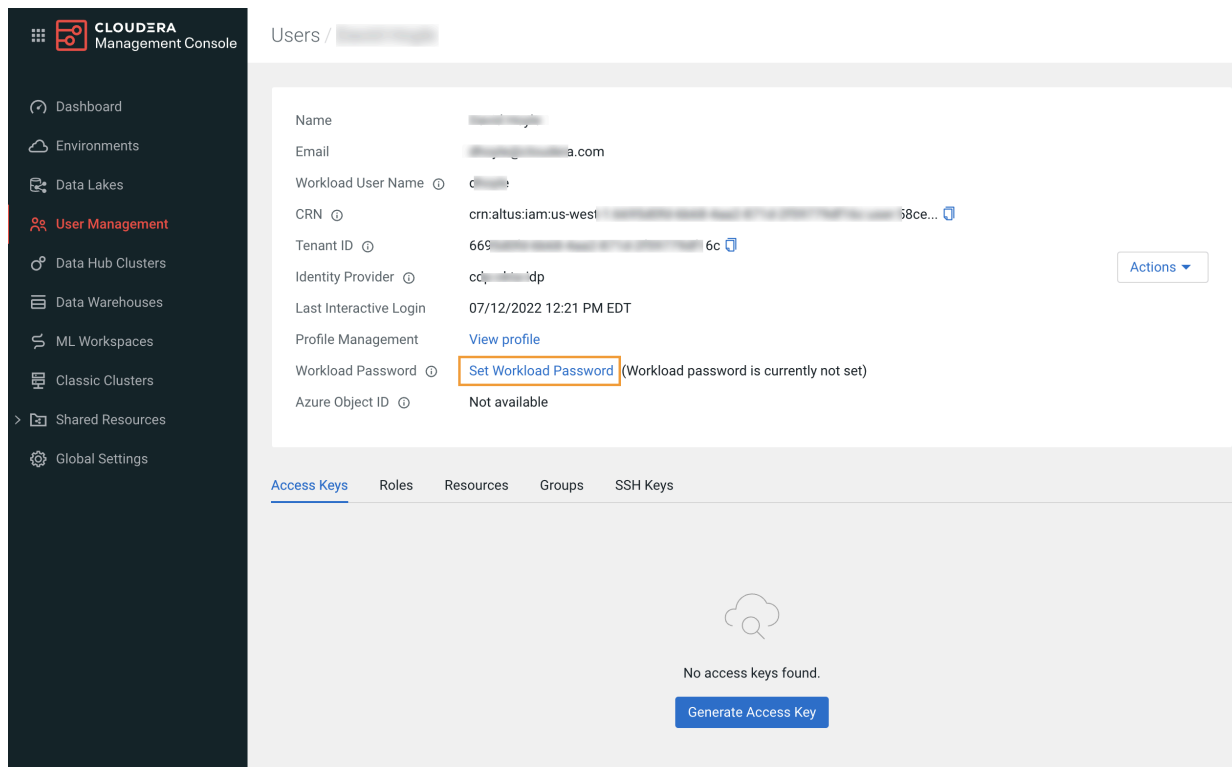 CLOUDERA
Management Console
Users /
Dashboard
Environments
Data Lakes
User Management
Data Hub Clusters
Data Warehouses
ML Workspaces
Classic Clusters
Shared Resources
Global Settings
Name
Email a.com
Workload User Name
CRN crn:altus:iam:us-west 58ce...
Tenant ID 669 6c
Identity Provider dp
Last Interactive Login 07/12/2022 12:21 PM EDT
Profile Management View profile
Workload Password Set Workload Password (Workload password is currently not set)
Azure Object ID Not available
Actions
Access Keys Roles Resources Groups SSH Keys
No access keys found.
Generate Access Key